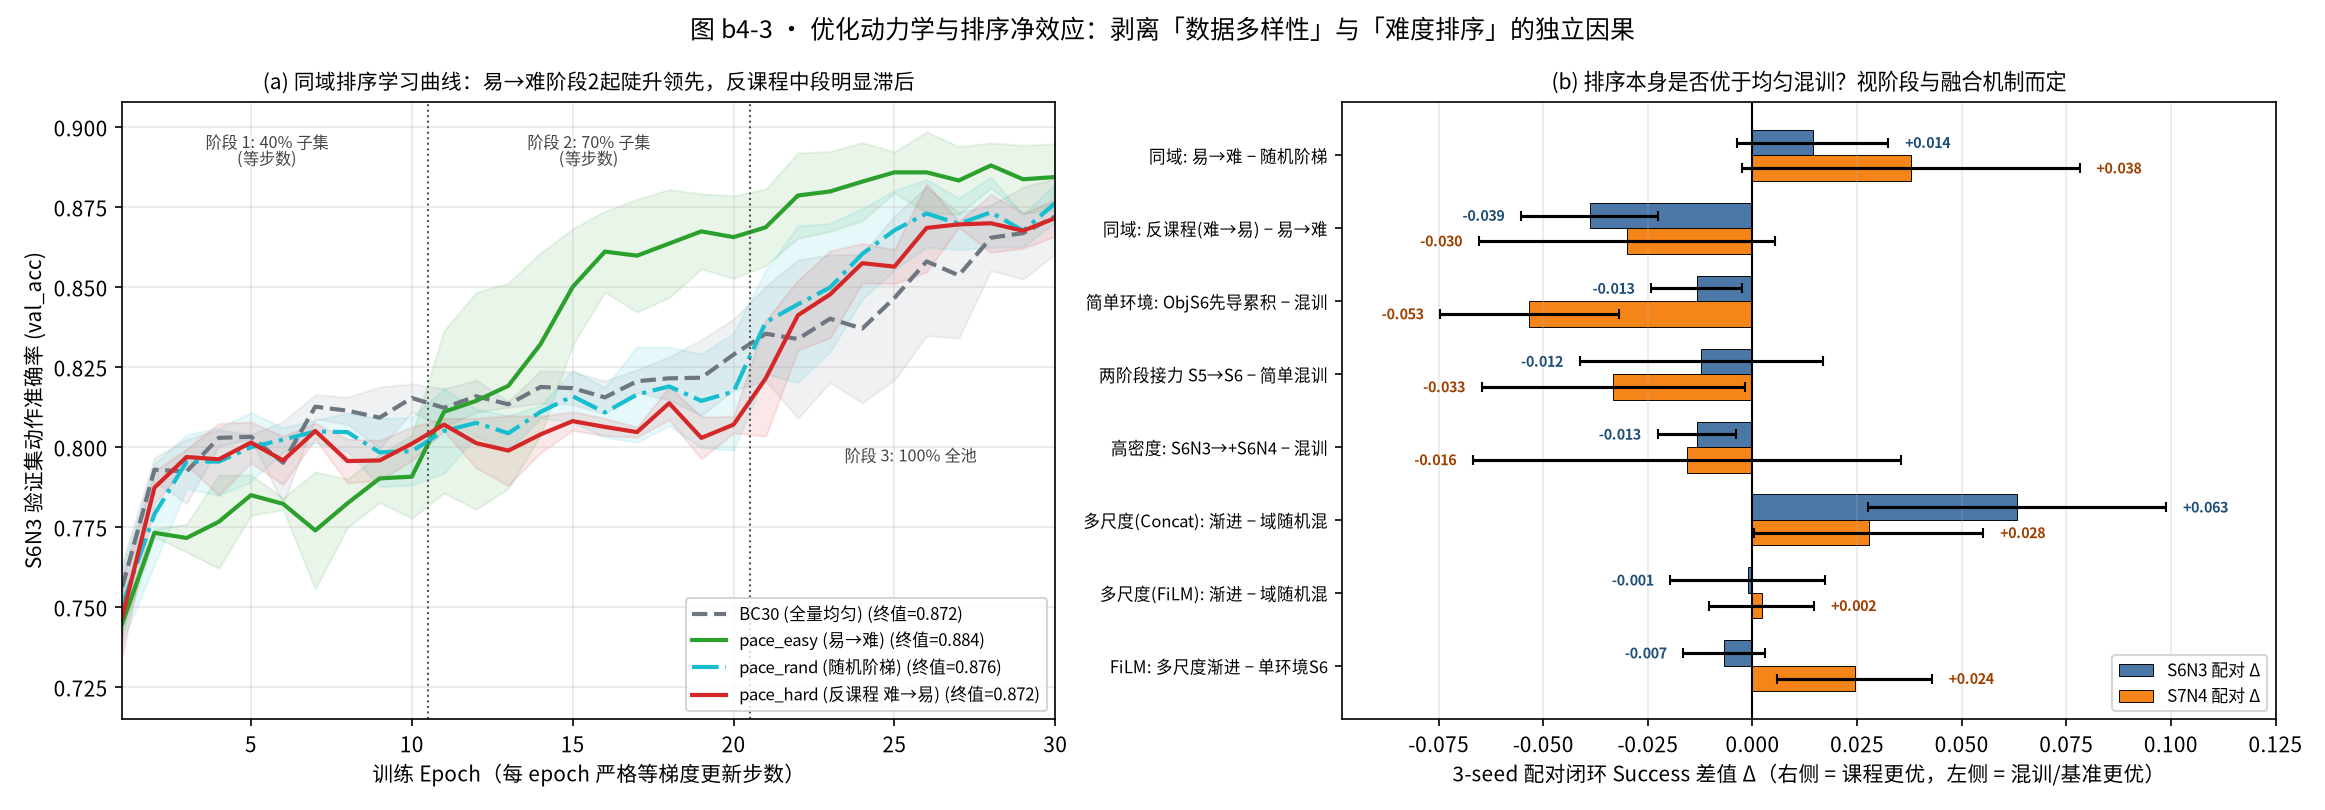 图 b4-3 · 优化动力学与排序净效应：剥离「数据多样性」与「难度排序」的独立因果
(a) 同域排序学习曲线：易→难阶段2起陡升领先，反课程中段明显滞后
S6N3 验证集动作准确率 (val_acc)
0.900
0.875
0.850
0.825
0.800
0.775
0.750
0.725
阶段 1: 40% 子集
(等步数)
阶段 2: 70% 子集
(等步数)
阶段 3: 100% 全池
BC30 (全量均匀) (终值=0.872)
pace_easy (易→难) (终值=0.884)
pace_rand (随机阶梯) (终值=0.876)
pace_hard (反课程 难→易) (终值=0.872)
5
10
15
20
25
30
训练 Epoch（每 epoch 严格等梯度更新步数）
(b) 排序本身是否优于均匀混训？视阶段与融合机制而定
同域: 易→难 − 随机阶梯
+0.014
+0.038
同域: 反课程(难→易) − 易→难
-0.039
-0.030
简单环境: ObjS6先导累积 − 混训
-0.013
-0.053
两阶段接力 S5→S6 − 简单混训
-0.012
-0.033
高密度: S6N3→+S6N4 − 混训
-0.013
-0.016
多尺度(Concat): 渐进 − 域随机混
+0.063
+0.028
多尺度(FiLM): 渐进 − 域随机混
-0.001
+0.002
FiLM: 多尺度渐进 − 单环境S6
-0.007
+0.024
S6N3 配对 Δ
S7N4 配对 Δ
-0.075
-0.050
-0.025
0.000
0.025
0.050
0.075
0.100
0.125
3-seed 配对闭环 Success 差值 Δ（右侧 = 课程更优，左侧 = 混训/基准更优）